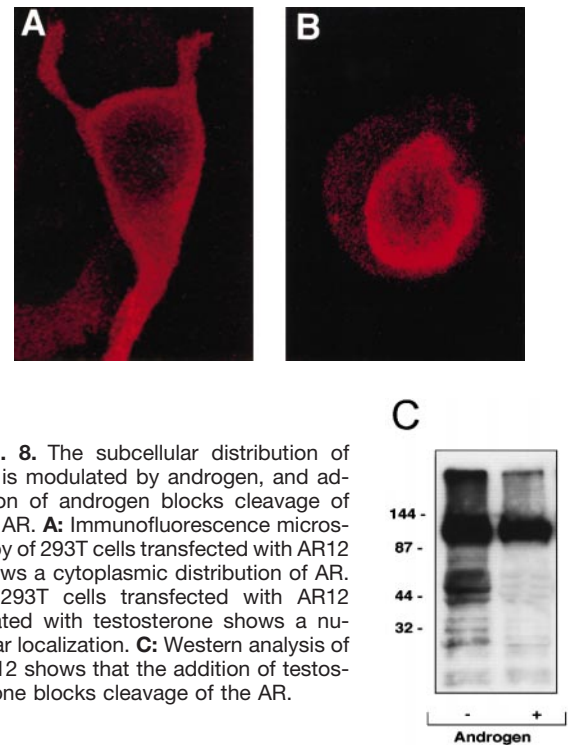 A
B
. 8. The subcellular distribution of
is modulated by androgen, and ad-
on of androgen blocks cleavage of
AR. A: Immunofluorescence micros-
by of 293T cells transfected with AR12
ws a cytoplasmic distribution of AR.
293T cells transfected with AR12
ated with testosterone shows a nu-
ar localization. C: Western analysis of
12 shows that the addition of testos-
one blocks cleavage of the AR.
C
144 -
87 -
44 -
32 -
- +
Androgen